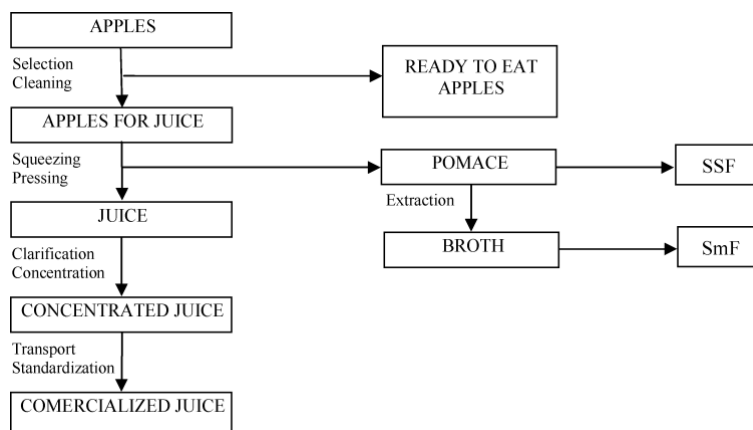 APPLES
Selection
Cleaning
READY TO EAT
APPLES
APPLES FOR JUICE
Squeezing
Pressing
POMACE
SSF
Extraction
JUICE
BROTH
SmF
Clarification
Concentration
CONCENTRATED JUICE
Transport
Standardization
COMERCIALIZED JUICE